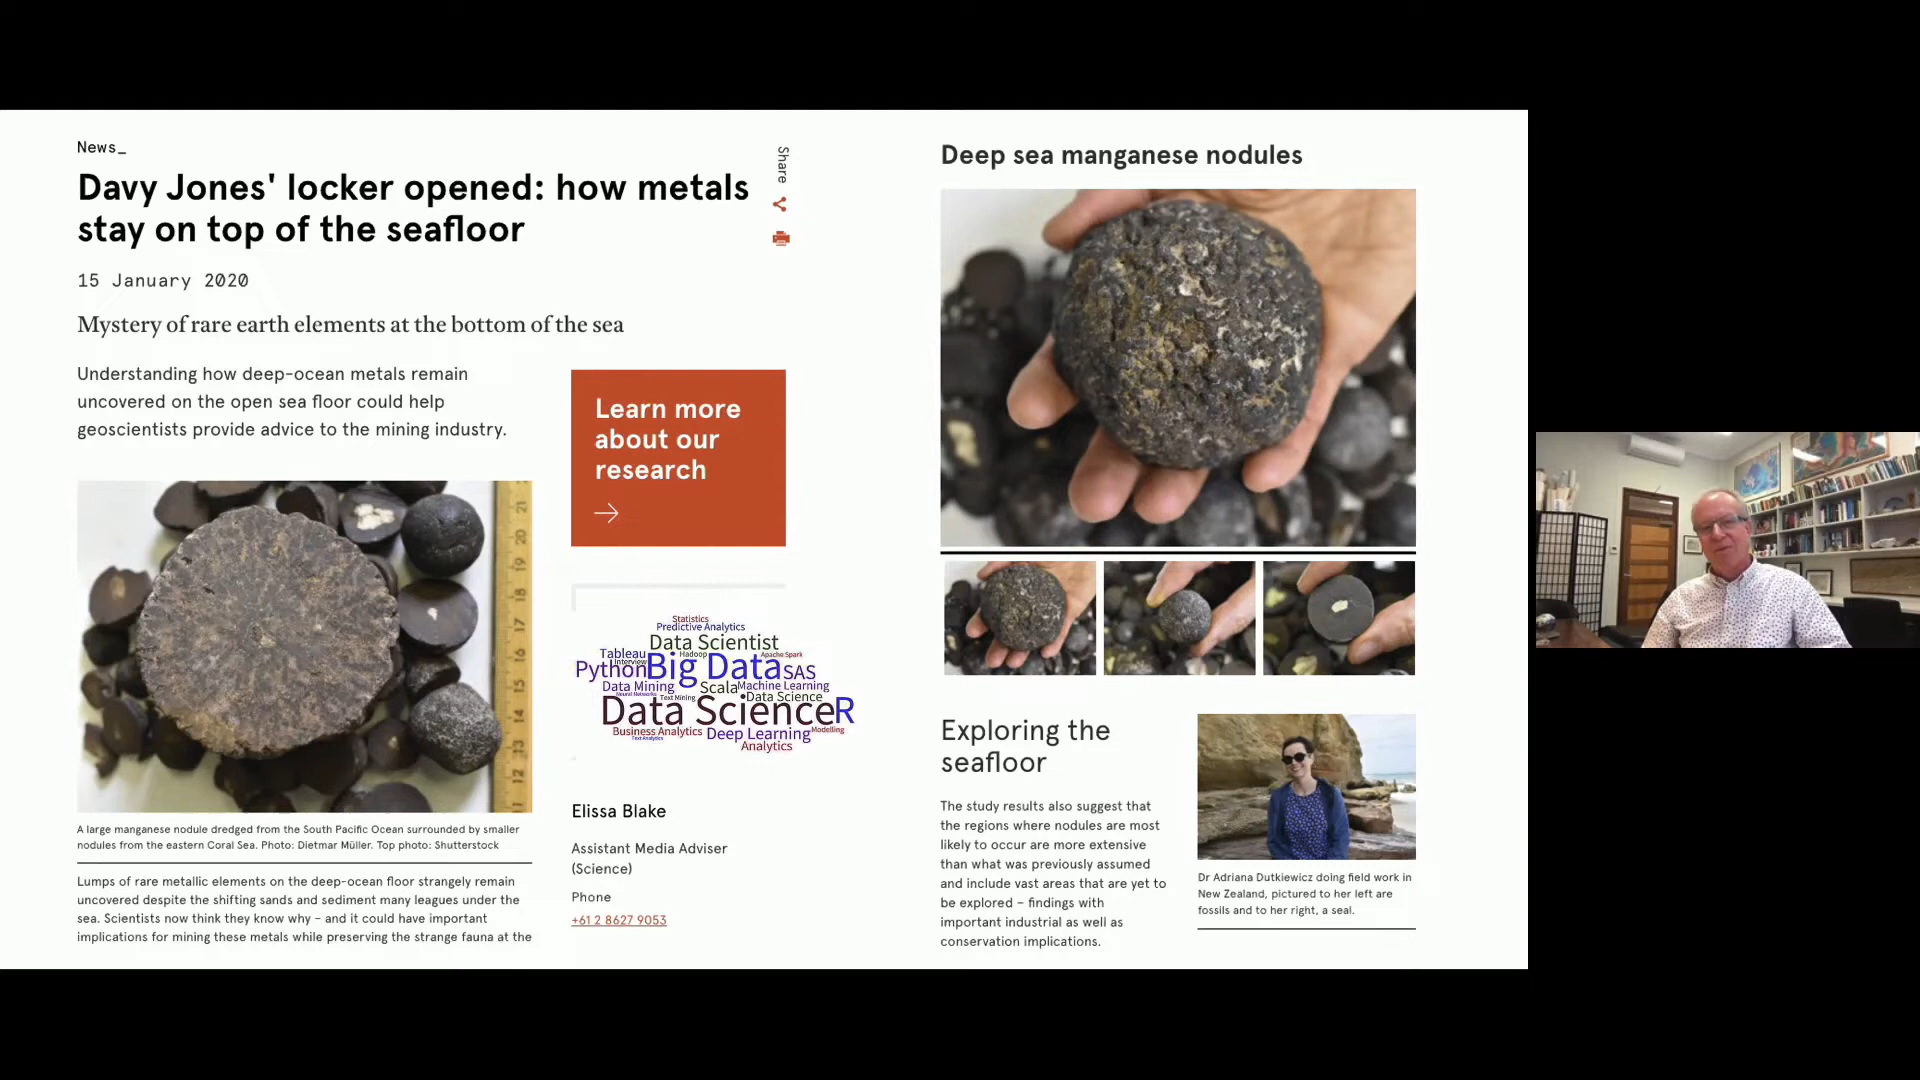 News_
Davy Jones' locker opened: how metals
stay on top of the seafloor
15 January 2020
Mystery of rare earth elements at the bottom of the sea
Understanding how deep-ocean metals remain
uncovered on the open sea floor could help
geoscientists provide advice to the mining industry.
Share
Learn more
about our
research
21
20
19
18
17
16
15
14
13
12
A large manganese nodule dredged from the South Pacific Ocean surrounded by smaller
nodules from the eastern Coral Sea. Photo: Dietmar Müller. Top photo: Shutterstock
Lumps of rare metallic elements on the deep-ocean floor strangely remain
uncovered despite the shifting sands and sediment many leagues under the
sea. Scientists now think they know why – and it could have important
implications for mining these metals while preserving the strange fauna at the
Statistics
Predictive Analytics
Data Scientist
Tableau
Hadoop
Apache Spark
Interview
Python
Big Data
SAS
Data Mining
Scala
Machine Learning
Neural Networks
Text Mining
Data Science
Data Science
R
Business Analytics
Deep Learning
Modelling
Text Analytics
Analytics
Elissa Blake
Assistant Media Adviser
(Science)
Phone
+61 2 8627 9053
Deep sea manganese nodules
Exploring the
seafloor
The study results also suggest that
the regions where nodules are most
likely to occur are more extensive
than what was previously assumed
and include vast areas that are yet to
be explored – findings with
important industrial as well as
conservation implications.
Dr Adriana Dutkiewicz doing field work in
New Zealand, pictured to her left are
fossils and to her right, a seal.